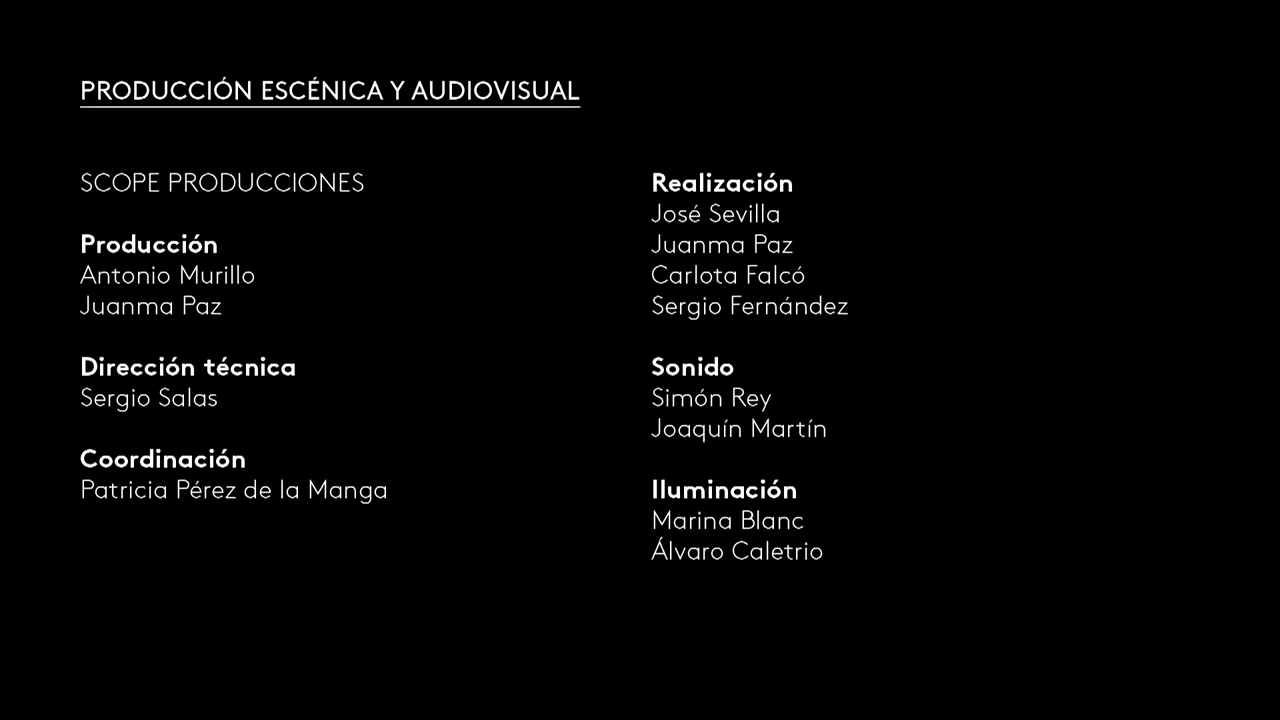 PRODUCCIÓN ESCÉNICA Y AUDIOVISUAL
SCOPE PRODUCCIONES
Producción
Antonio Murillo
Juanma Paz
Dirección técnica
Sergio Salas
Coordinación
Patricia Pérez de la Manga
Realización
José Sevilla
Juanma Paz
Carlota Falcó
Sergio Fernández
Sonido
Simón Rey
Joaquín Martín
Iluminación
Marina Blanc
Álvaro Caletrio